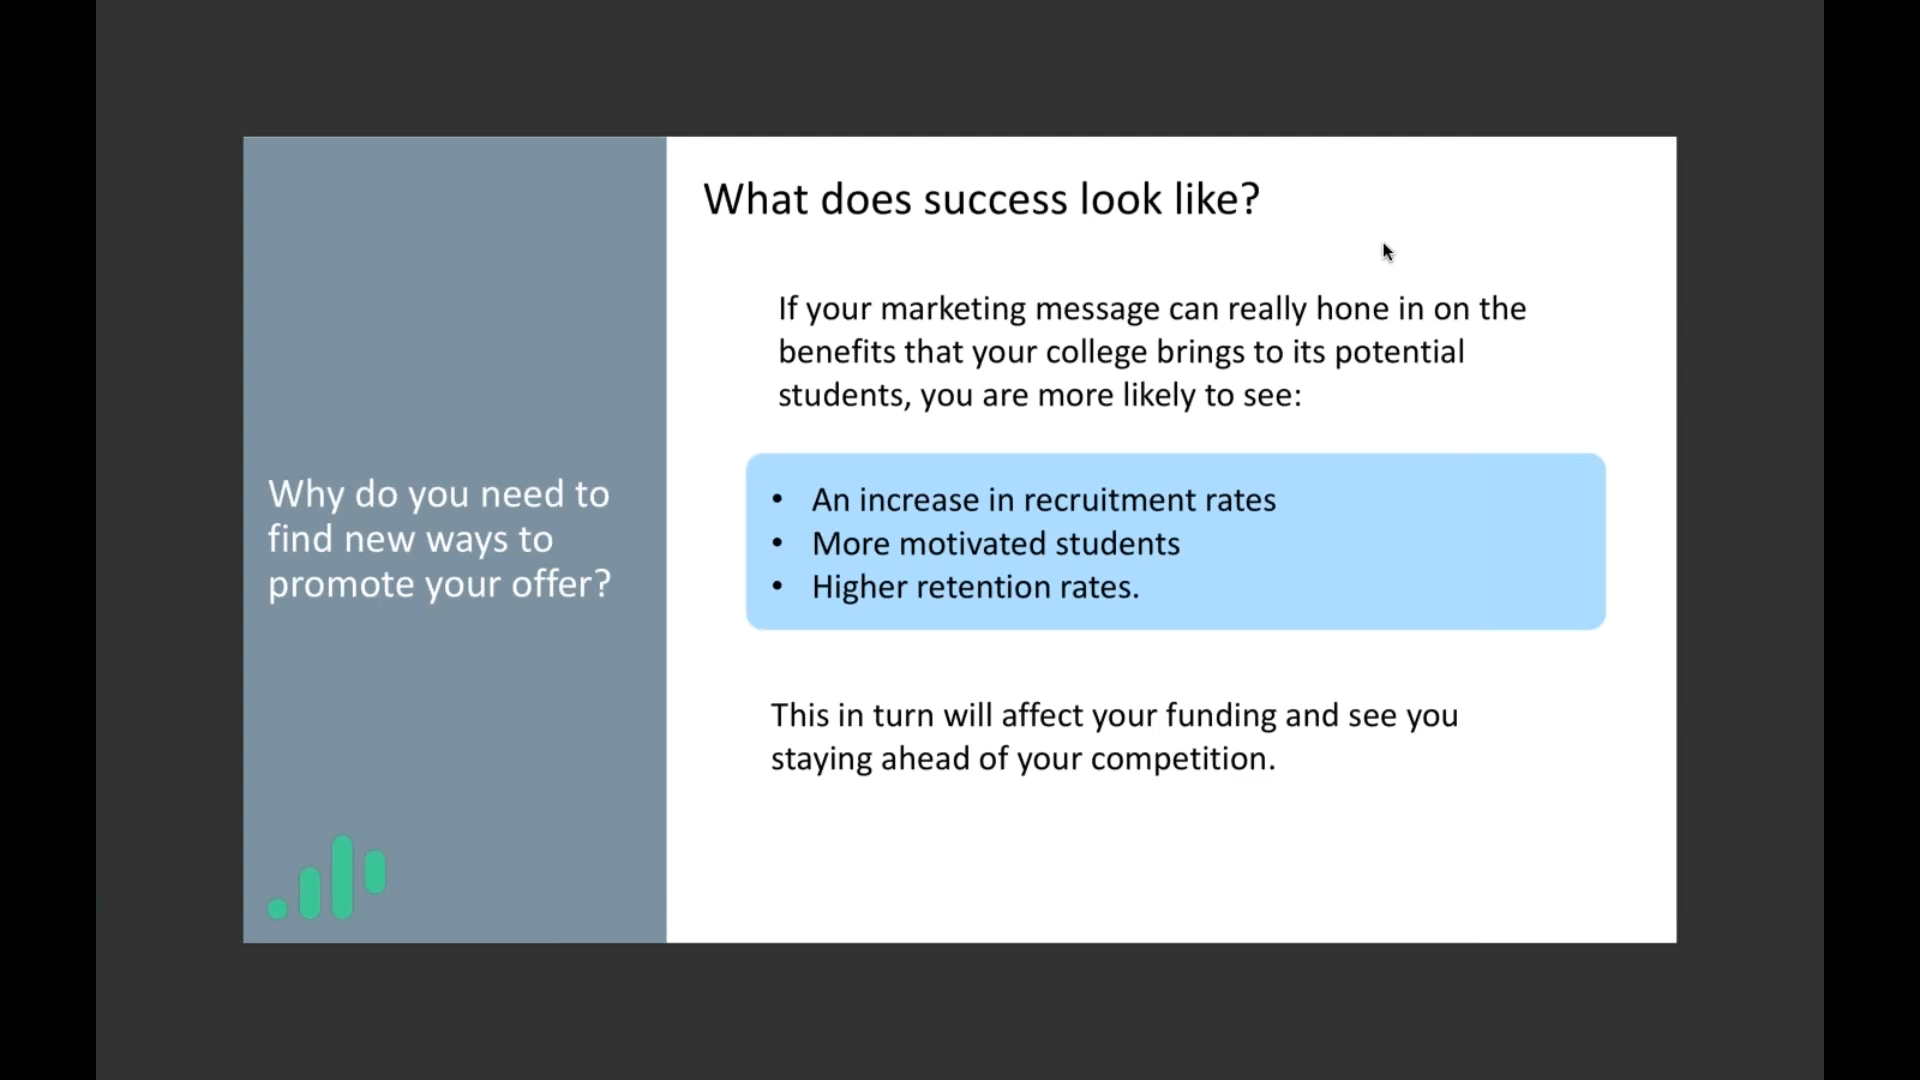 Why do you need to
find new ways to
promote your offer?
What does success look like?
If your marketing message can really hone in on the
benefits that your college brings to its potential
students, you are more likely to see:
• An increase in recruitment rates
• More motivated students
• Higher retention rates.
This in turn will affect your funding and see you
staying ahead of your competition.